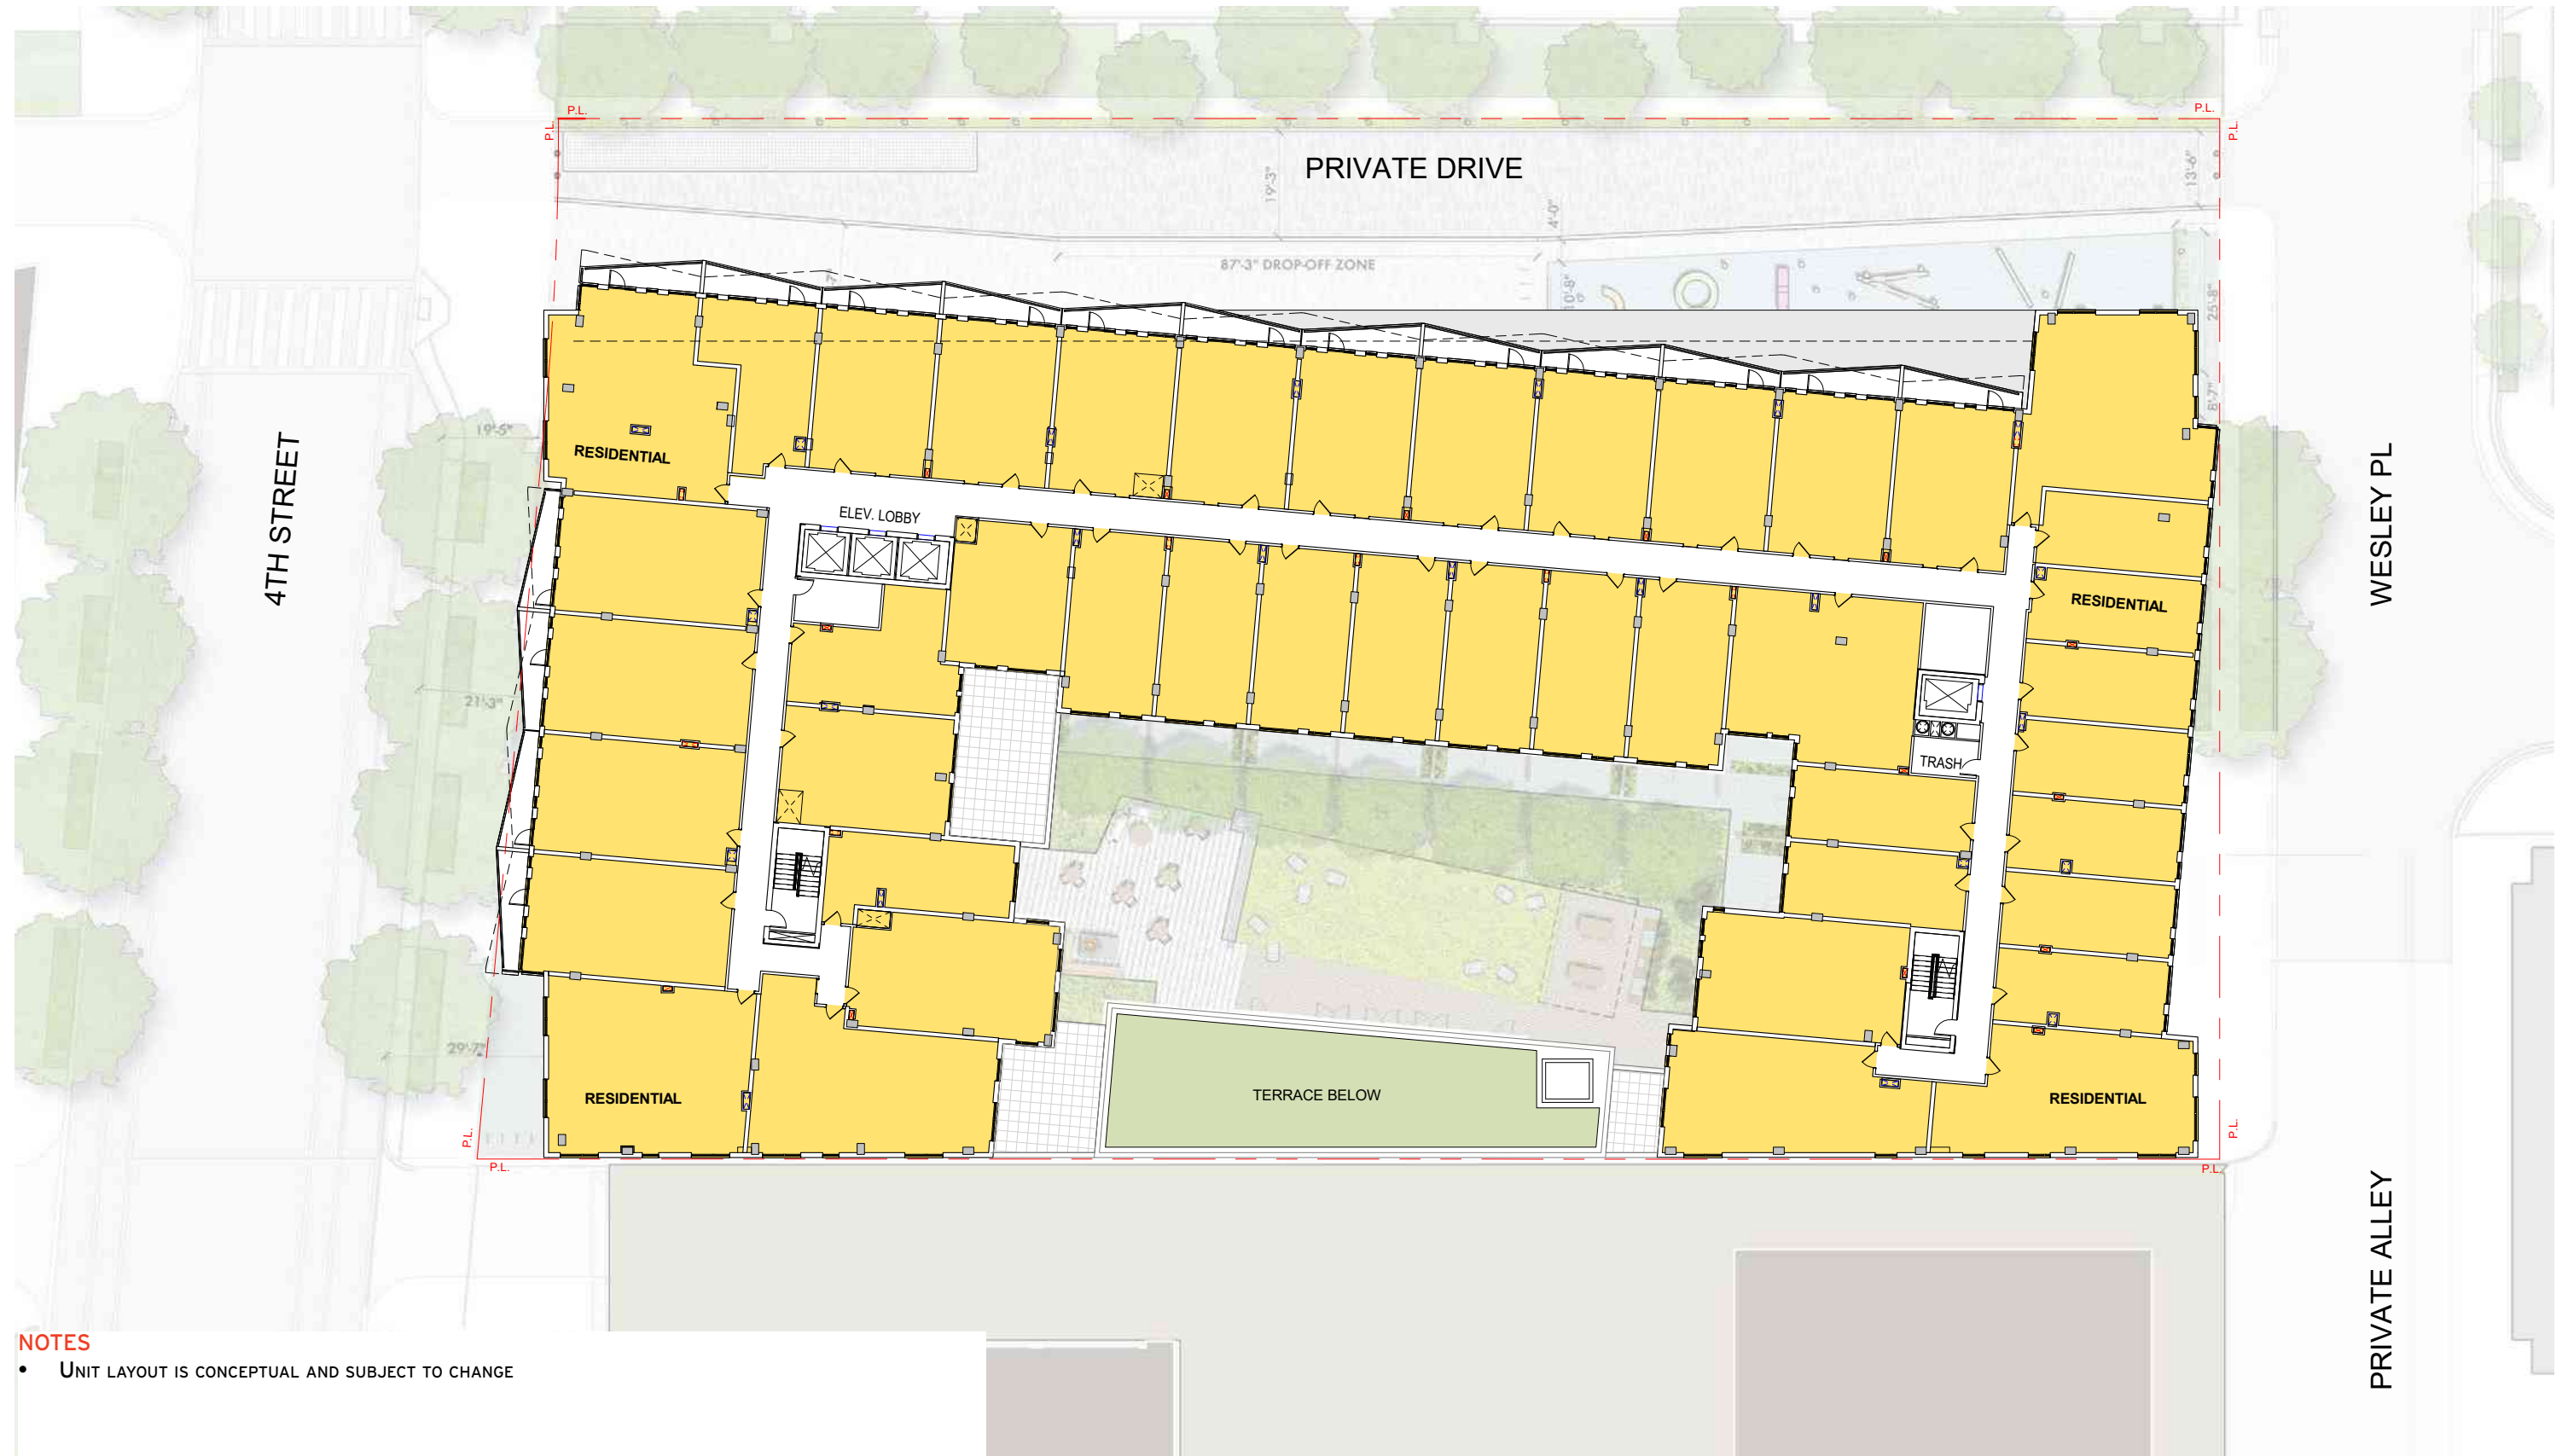 P.L.
P.L.
P.L.
P.L.
PRIVATE DRIVE
19'-3"
13'-6"
4'-0"
87'-3" DROP-OFF ZONE
10'-8"
25'-8"
8'-7"
19'-5"
RESIDENTIAL
4TH STREET
WESLEY PL
ELEV. LOBBY
RESIDENTIAL
21'-3"
TRASH
29'-7"
RESIDENTIAL
TERRACE BELOW
RESIDENTIAL
P.L.
P.L.
P.L.
P.L.
PRIVATE ALLEY
NOTES
• UNIT LAYOUT IS CONCEPTUAL AND SUBJECT TO CHANGE